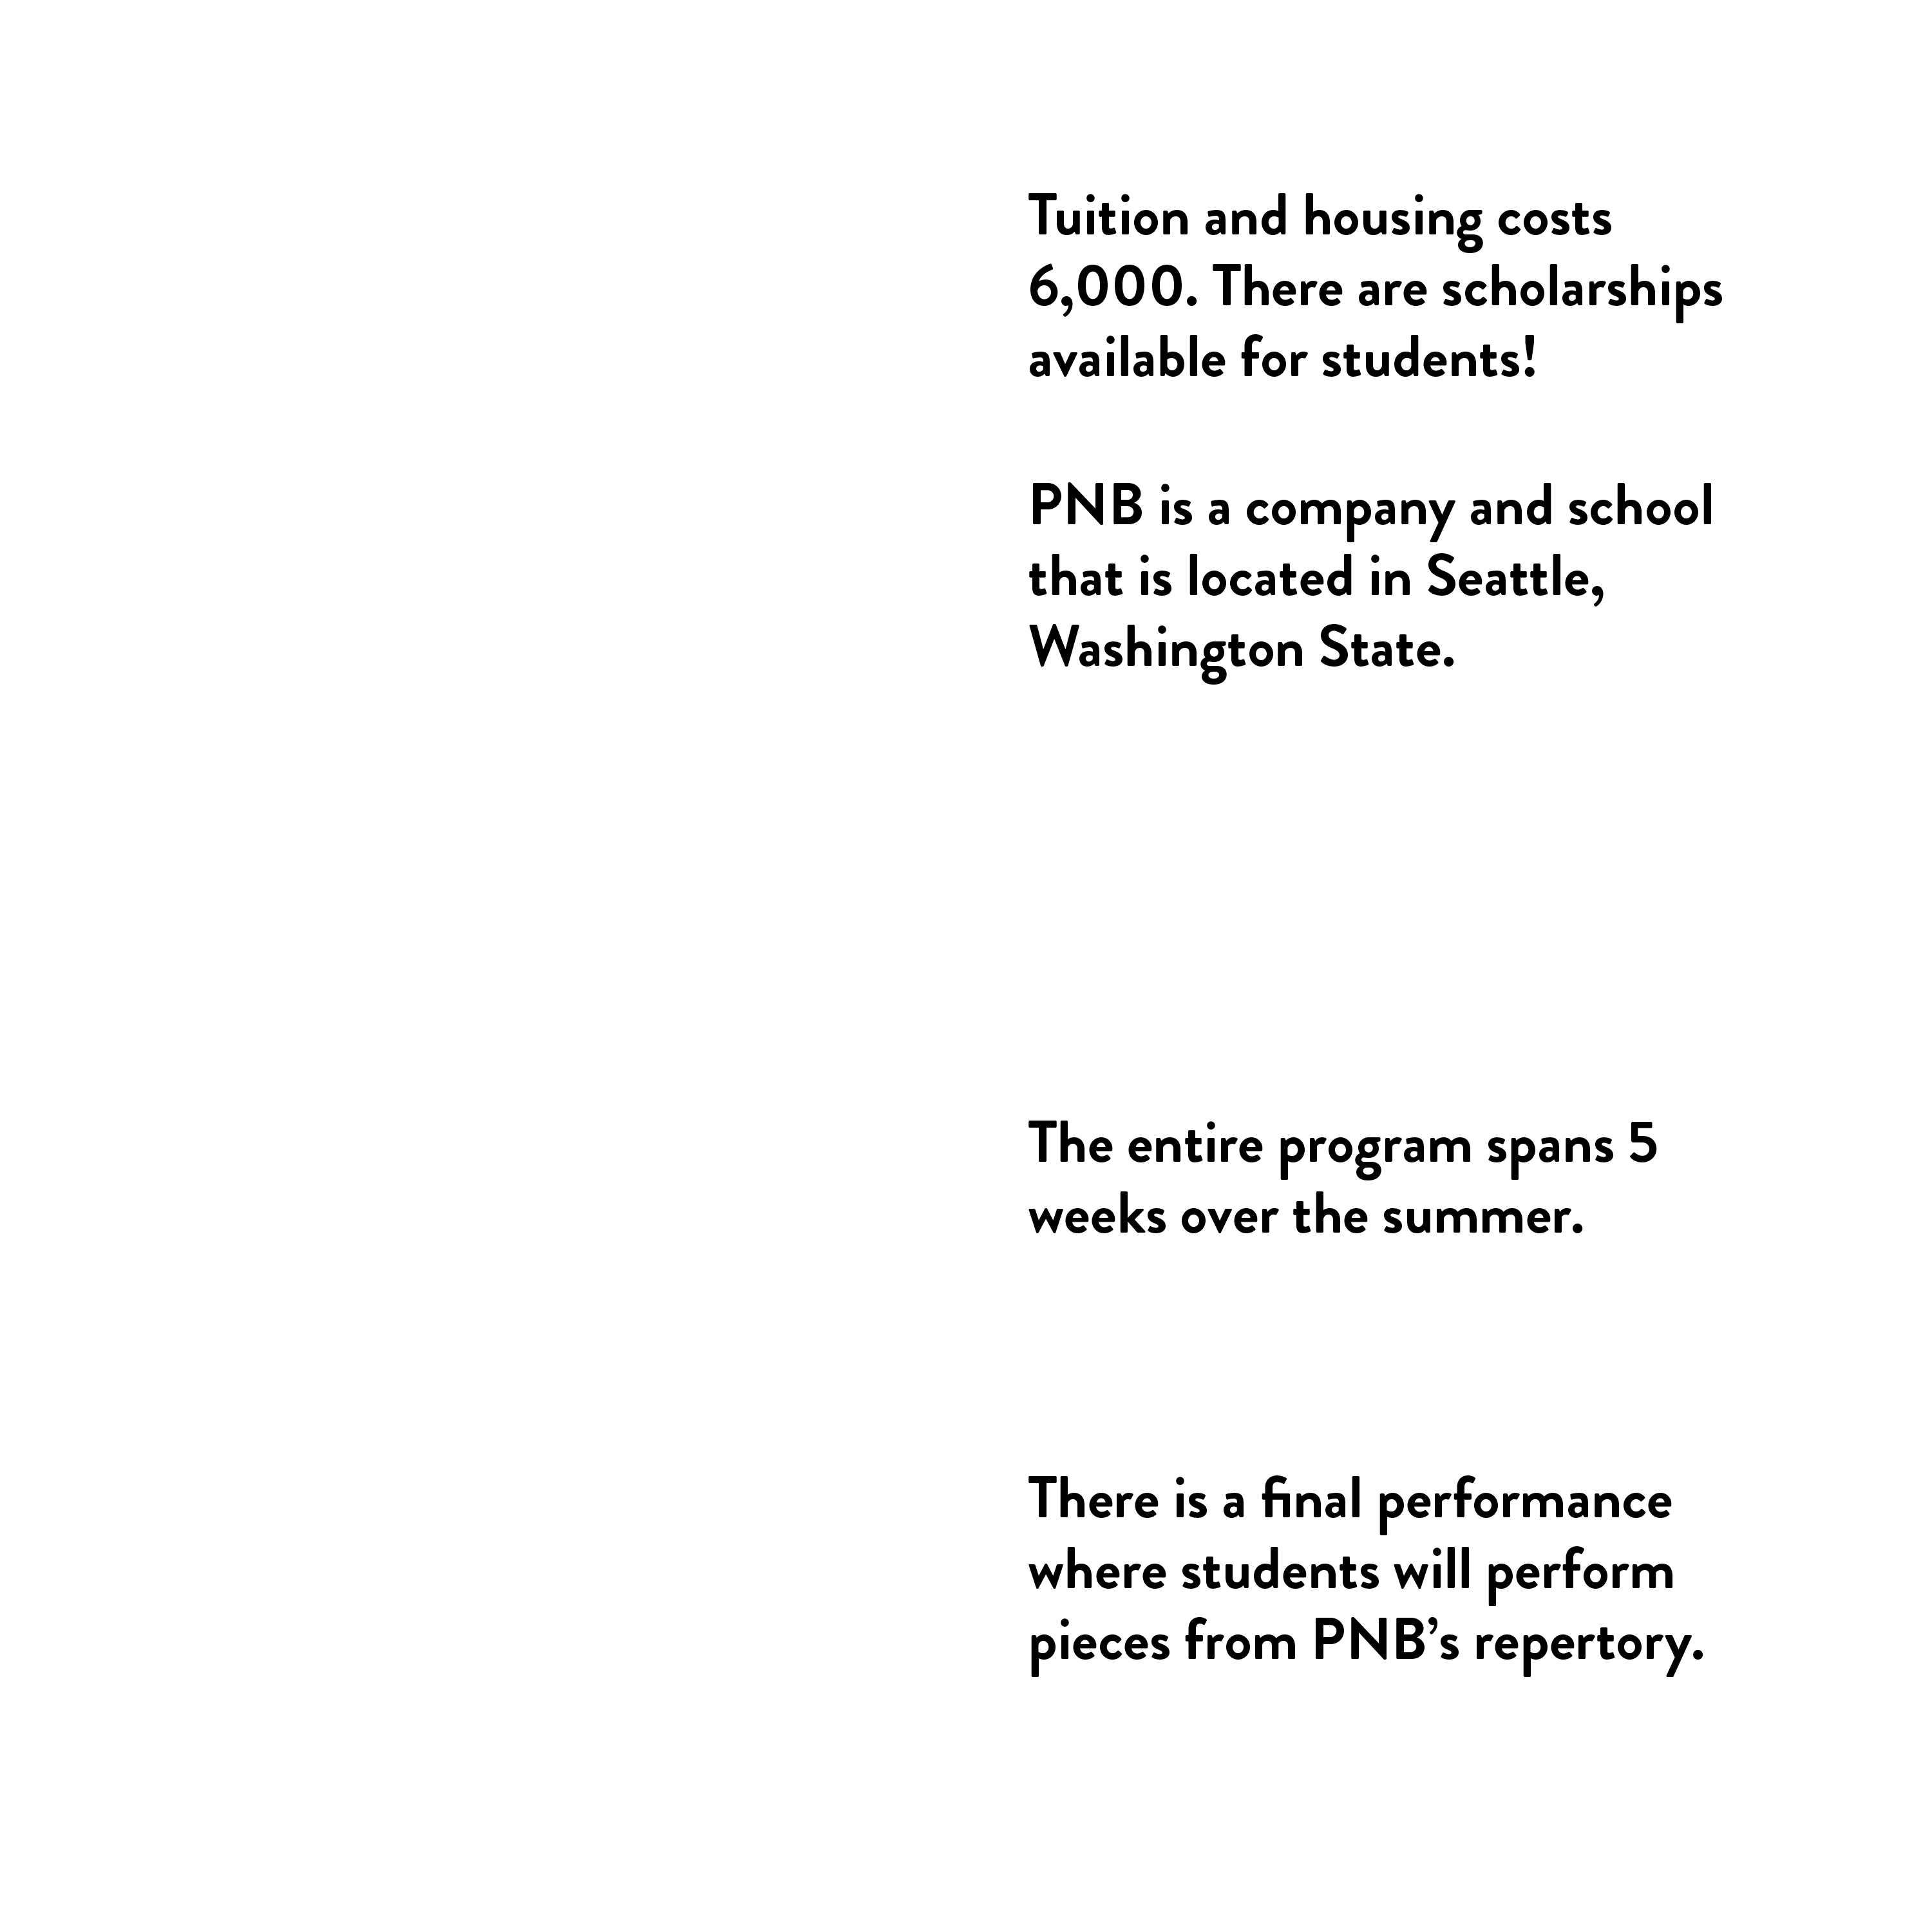 Tuition and housing costs
6,000. There are scholarships
available for students!
PNB is a company and school
that is located in Seattle,
Washington State.
The entire program spans 5
weeks over the summer.
There is a final performance
where students will perform
pieces from PNB’s repertory.